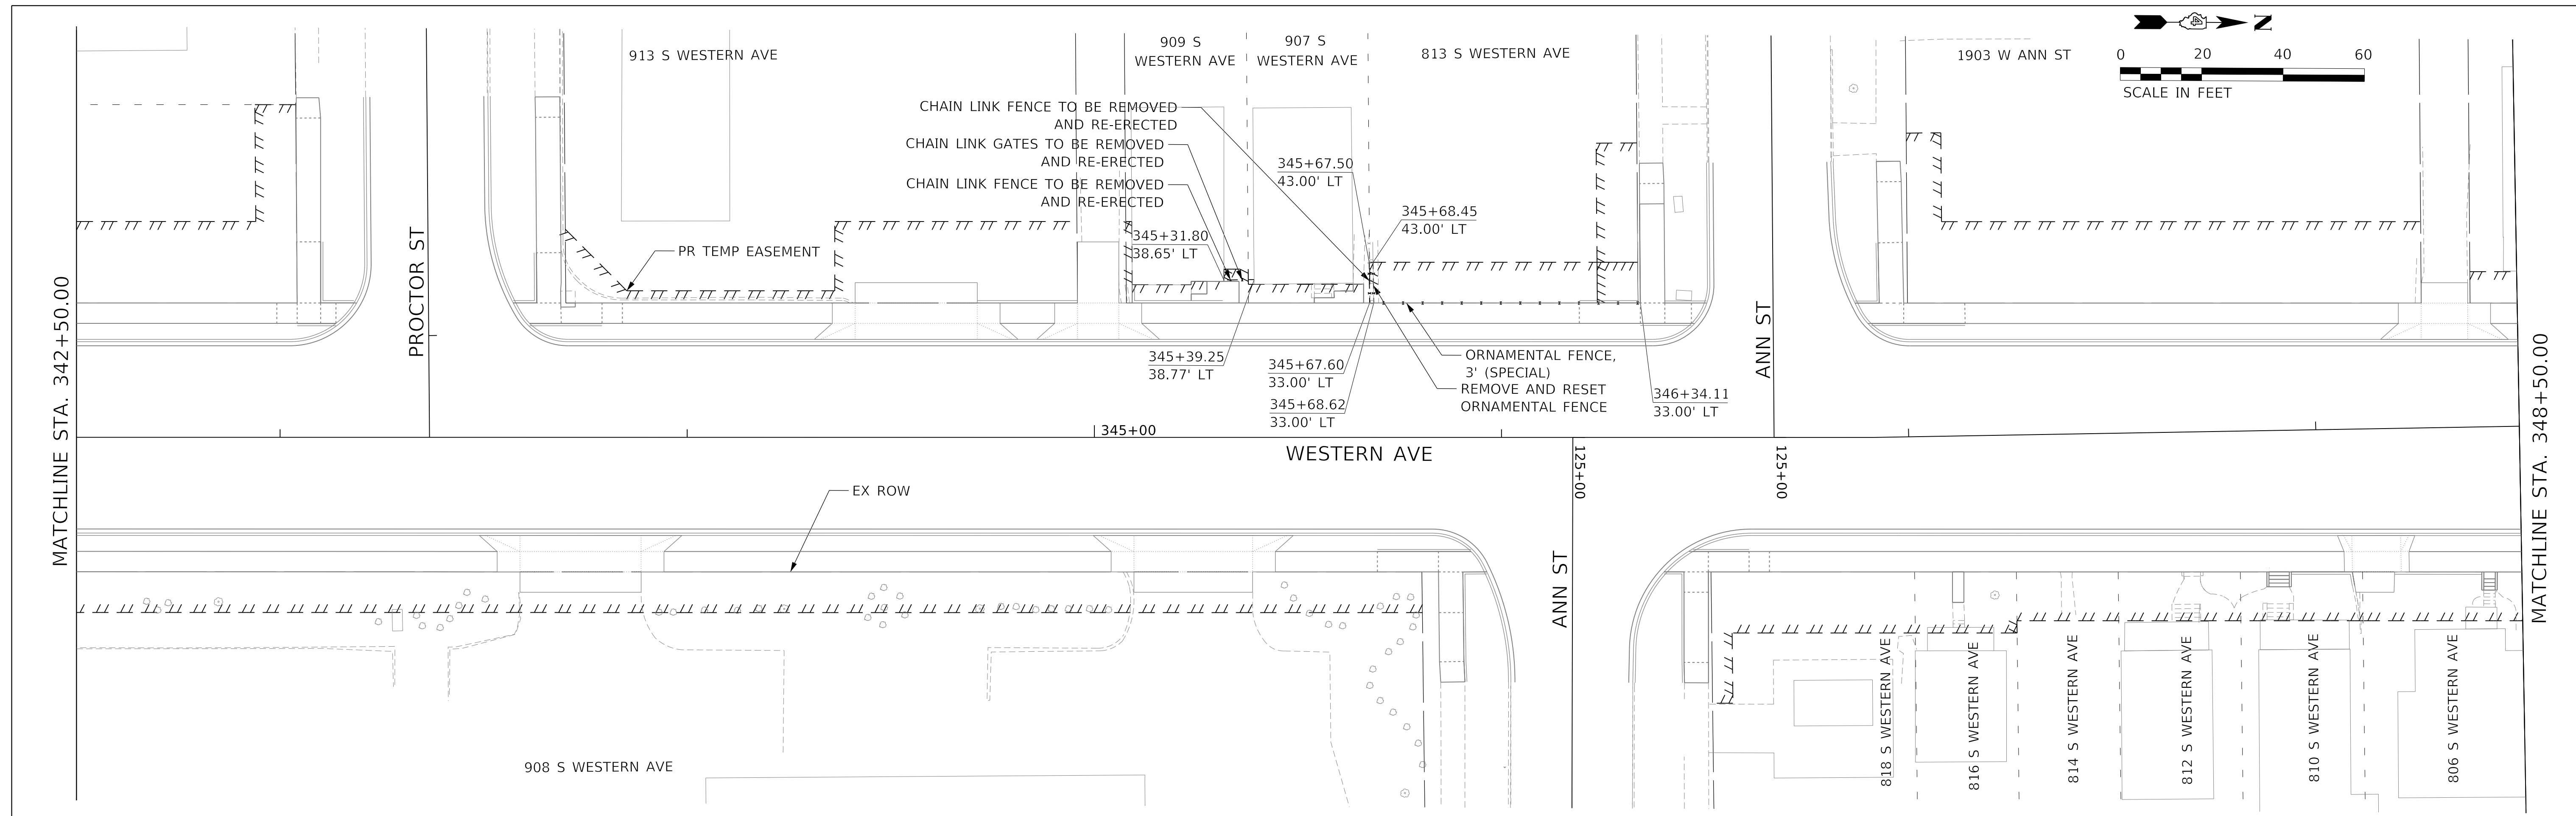 913 S WESTERN AVE
909 S
WESTERN AVE
907 S
WESTERN AVE
813 S WESTERN AVE
1903 W ANN ST
N
0 20 40 60
SCALE IN FEET
CHAIN LINK FENCE TO BE REMOVED
AND RE-ERECTED
CHAIN LINK GATES TO BE REMOVED
AND RE-ERECTED
CHAIN LINK FENCE TO BE REMOVED
AND RE-ERECTED
345+67.50
43.00' LT
345+68.45
43.00' LT
345+31.80
38.65' LT
PR TEMP EASEMENT
PROCTOR ST
MATCHLINE STA. 342+50.00
345+39.25
38.77' LT
345+67.60
33.00' LT
345+68.62
33.00' LT
ORNAMENTAL FENCE,
3' (SPECIAL)
REMOVE AND RESET
ORNAMENTAL FENCE
346+34.11
33.00' LT
ANN ST
MATCHLINE STA. 348+50.00
345+00
WESTERN AVE
125+00
125+00
EX ROW
ANN ST
908 S WESTERN AVE
818 S WESTERN AVE
816 S WESTERN AVE
814 S WESTERN AVE
812 S WESTERN AVE
810 S WESTERN AVE
806 S WESTERN AVE